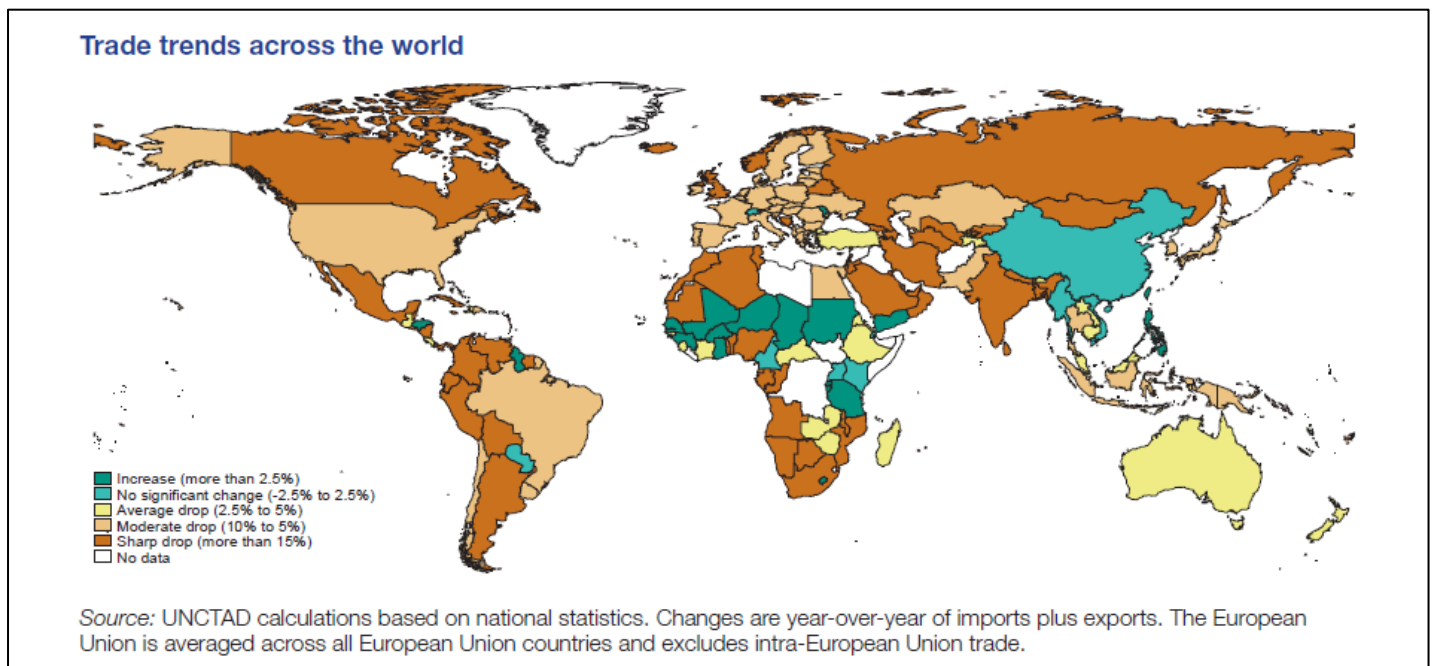 Trade trends across the world
Increase (more than 2.5%)
No significant change (-2.5% to 2.5%)
Average drop (2.5% to 5%)
Moderate drop (10% to 5%)
Sharp drop (more than 15%)
No data
Source: UNCTAD calculations based on national statistics. Changes are year-over-year of imports plus exports. The European
Union is averaged across all European Union countries and excludes intra-European Union trade.